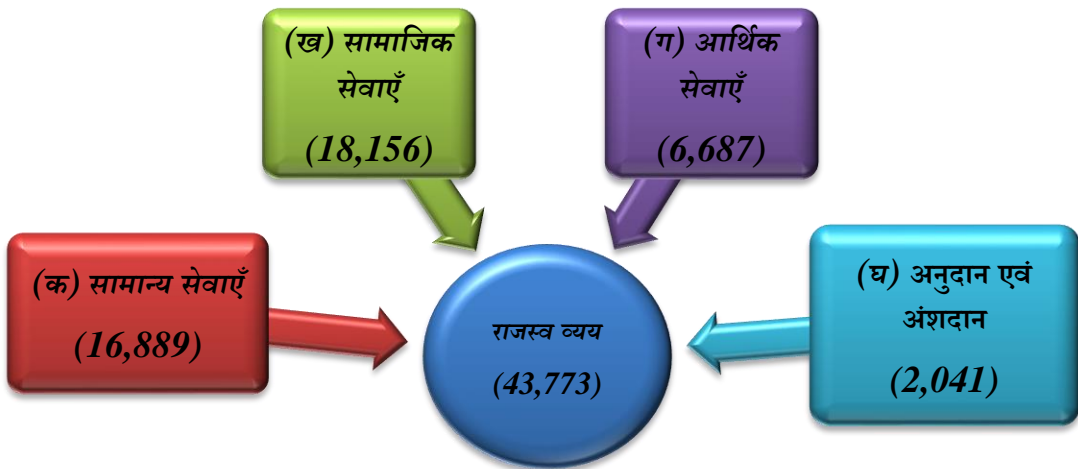 (ख) सामाजिक
सेवाएँ
(18,156)
(ग) आर्थिक
सेवाएँ
(6,687)
(क) सामान्य सेवाएँ
(16,889)
राजस्व व्यय
(43,773)
(घ) अनुदान एवं
अंशदान
(2,041)